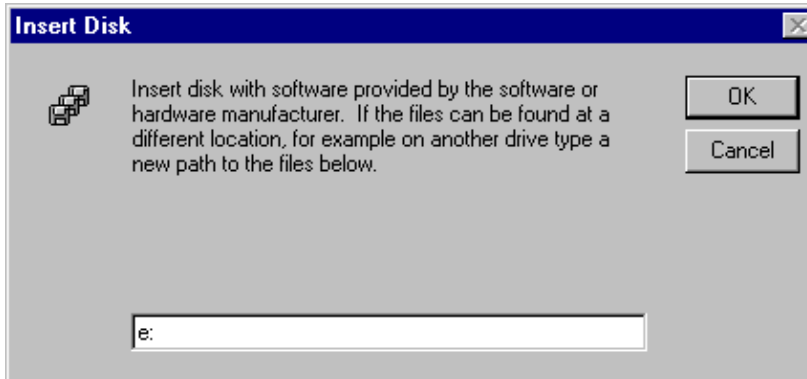 Insert Disk
Insert disk with software provided by the software or
hardware manufacturer.  If the files can be found at a
different location, for example on another drive type a
new path to the files below.
OK
Cancel
e: